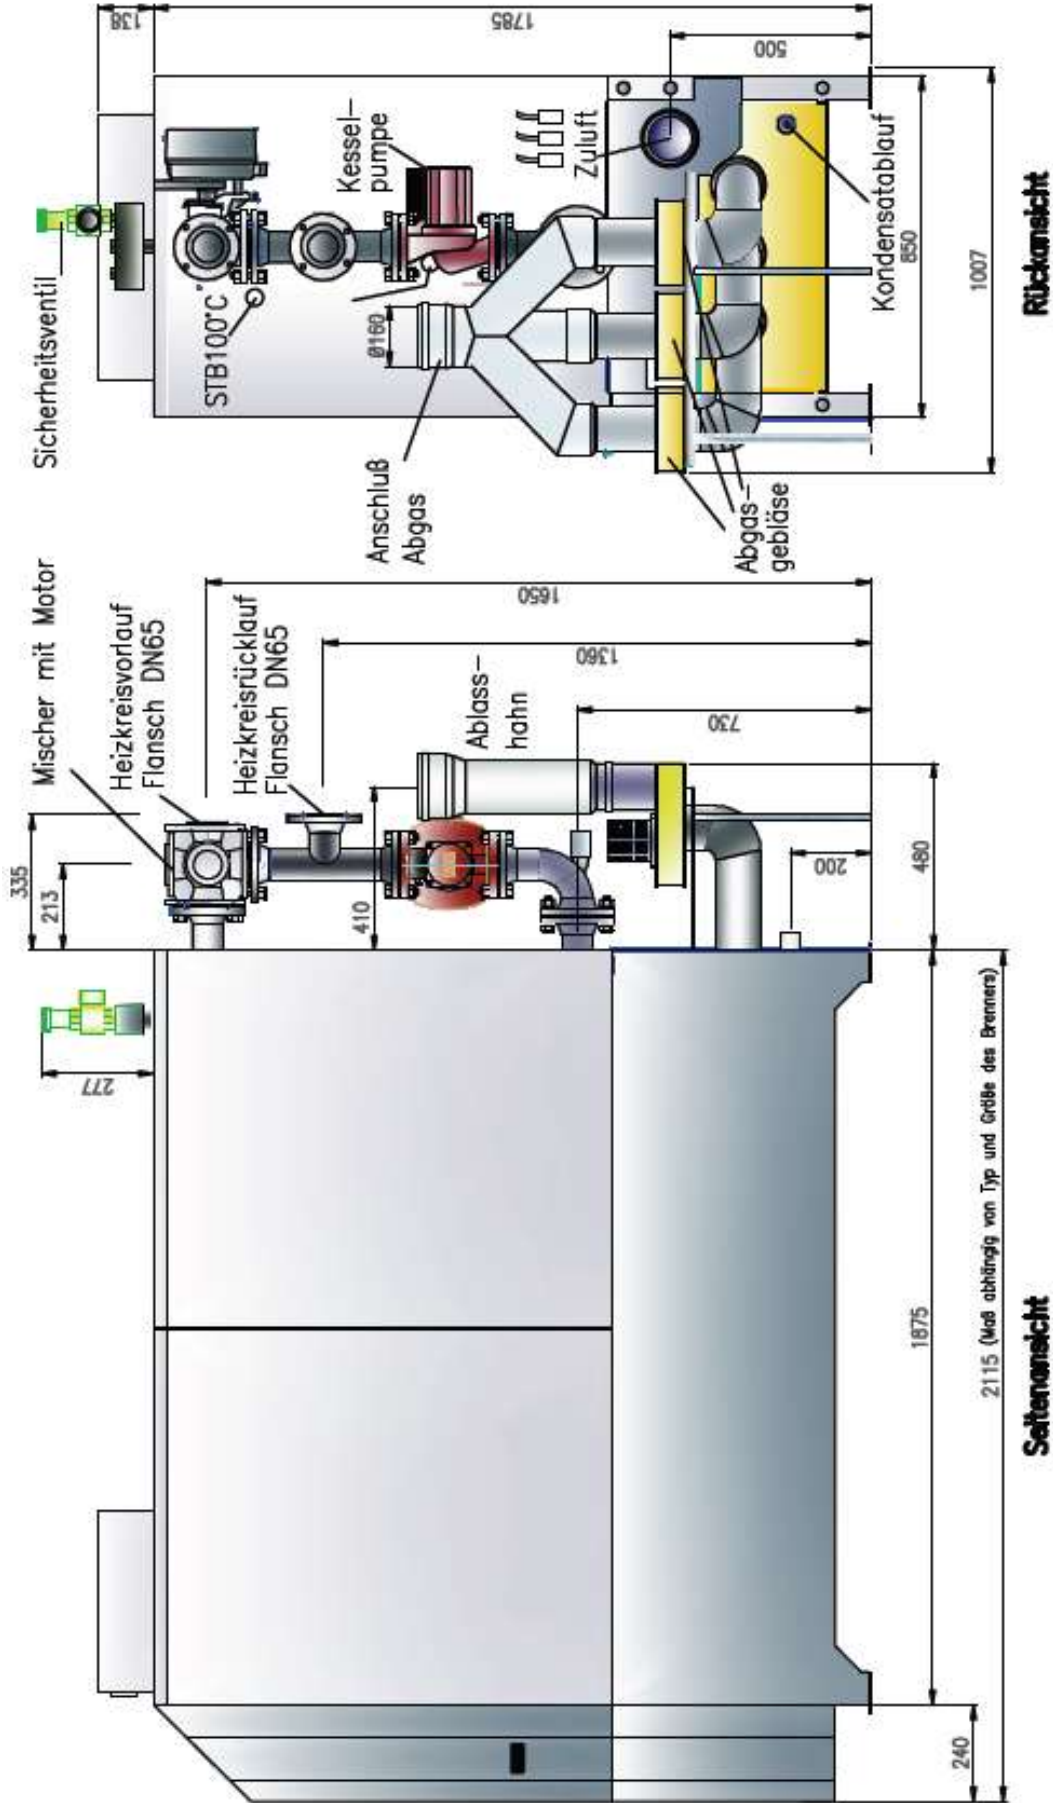 Sicherheitsventil
138
1785
STB100°C
Kessel-
pumpe
Ø160
Zuluft
500
Anschluß
Abgas
Abgas-
gebläse
Kondensatablauf
850
1007
Rückansicht
Mischer mit Motor
Heizkreisvorlauf
Flansch DN65
Heizkreisrücklauf
Flansch DN65
Ablass-
hahn
335
213
410
277
1650
1360
730
200
480
1875
240
2115 (Maß abhängig von Typ und Größe des Brenners)
Seitenansicht